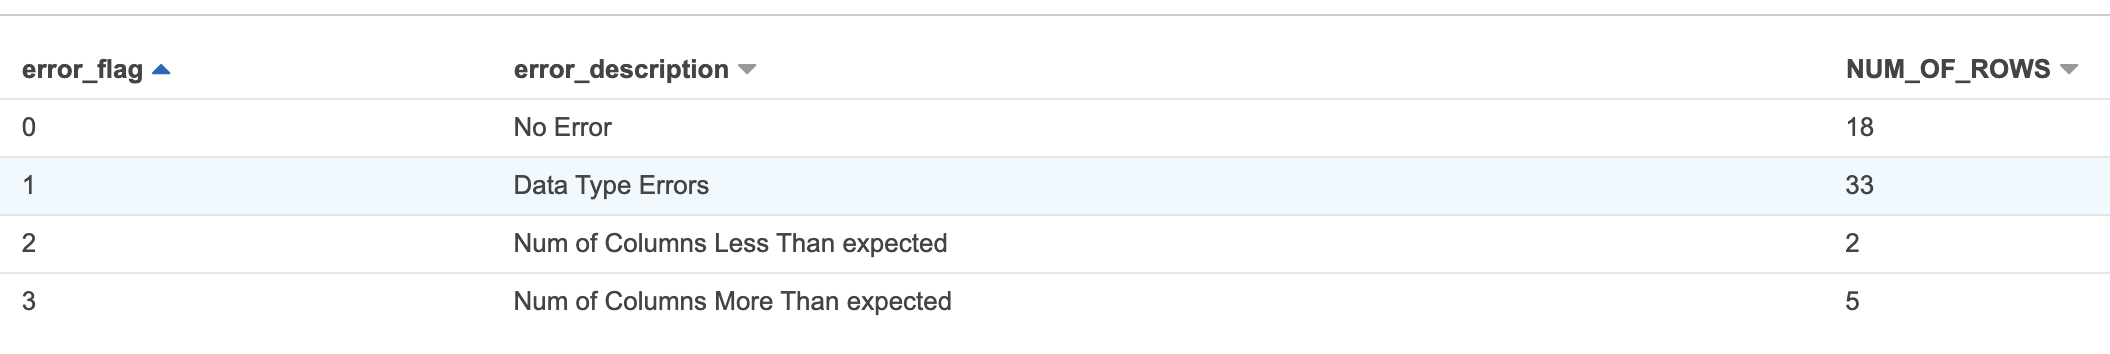 error_flag error_description NUM_OF_ROWS
0 No Error 18
1 Data Type Errors 33
2 Num of Columns Less Than expected 2
3 Num of Columns More Than expected 5